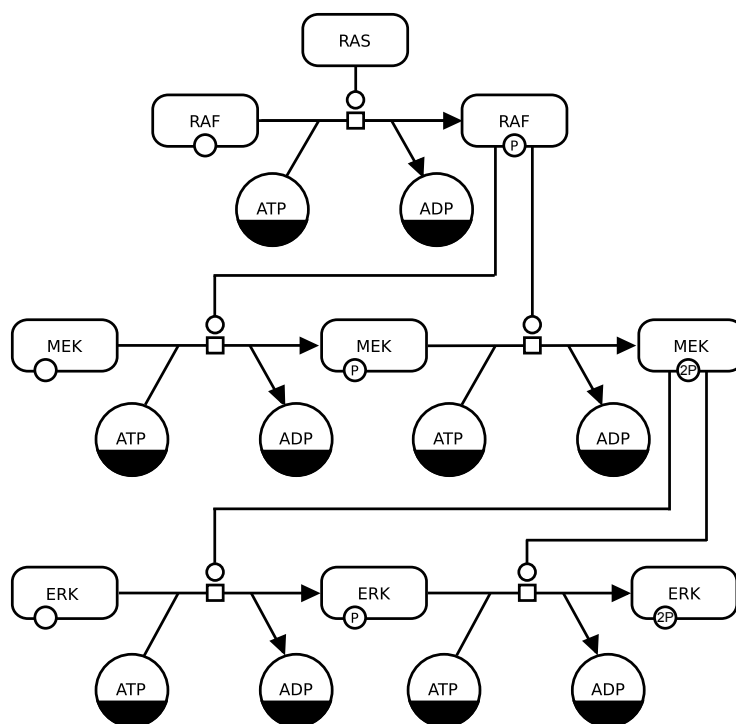 RAS
RAF
RAF
P
ATP
ADP
MEK
MEK
MEK
P
2P
ATP
ADP
ATP
ADP
ERK
ERK
ERK
P
2P
ATP
ADP
ATP
ADP